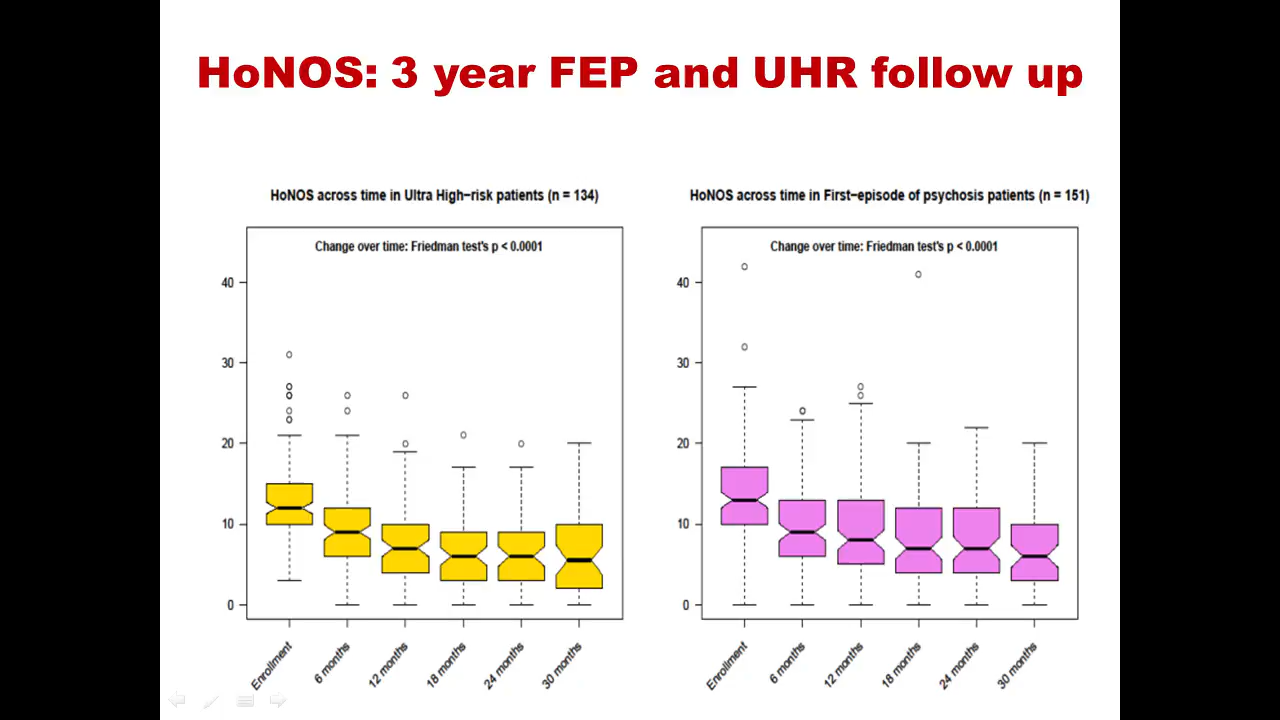 HoNOS: 3 year FEP and UHR follow up
HoNOS across time in Ultra High−risk patients (n = 134)
Change over time: Friedman test's p < 0.0001
40
30
20
10
0
Enrollment
6 months
12 months
18 months
24 months
30 months
HoNOS across time in First−episode of psychosis patients (n = 151)
Change over time: Friedman test's p < 0.0001
40
30
20
10
0
Enrollment
6 months
12 months
18 months
24 months
30 months